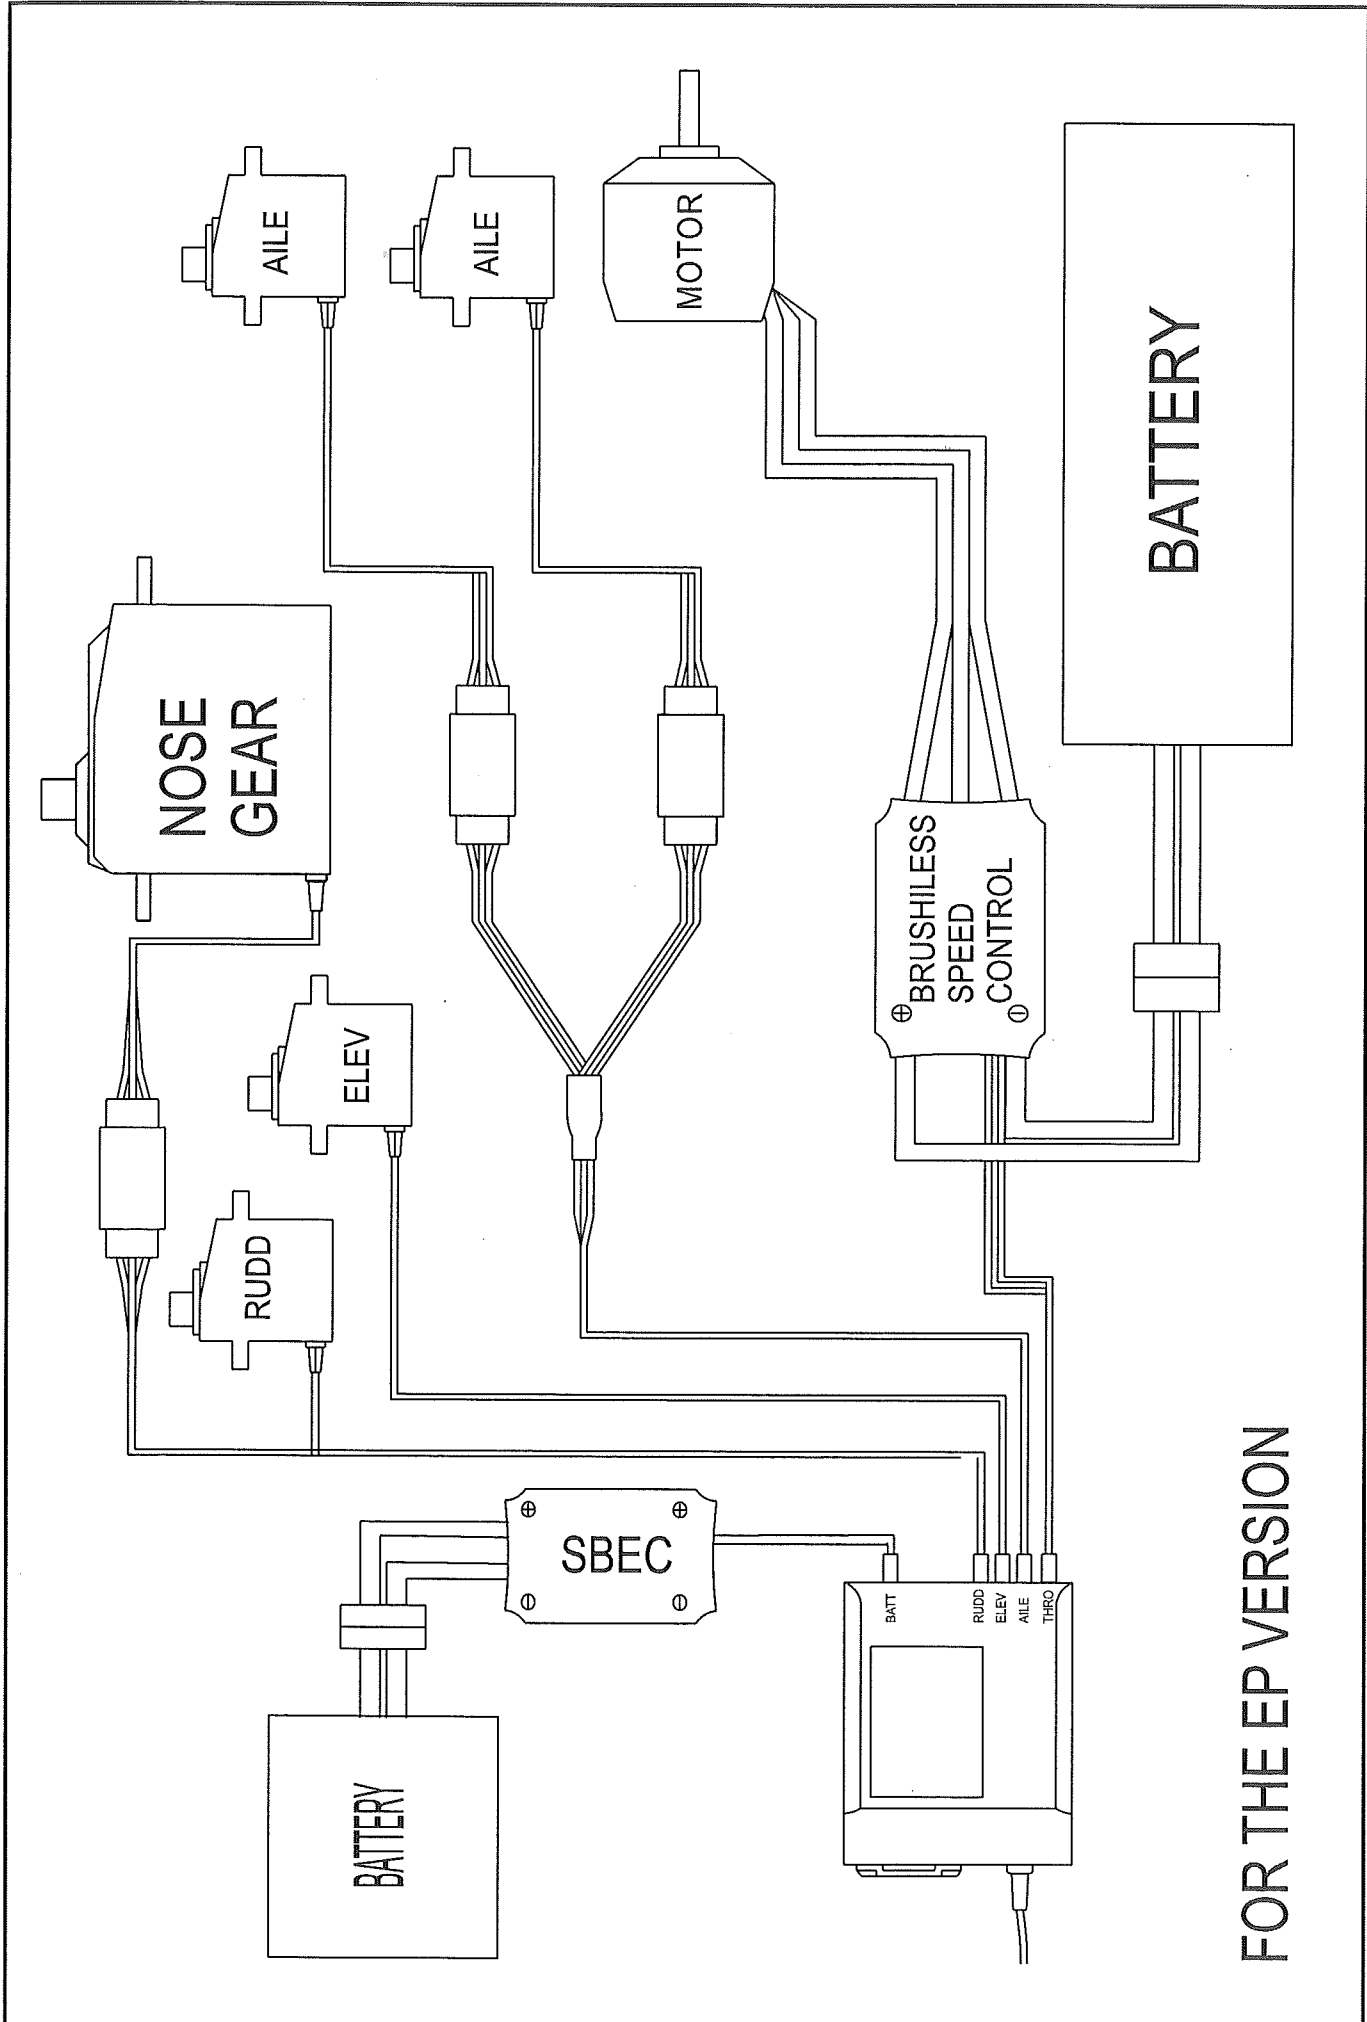 AILE
AILE
MOTOR
BATTERY
NOSE
GEAR
ELEV
RUDD
BRUSHILESS
SPEED
CONTROL
SBEC
BATTERY
BATT
RUDD
ELEV
AILE
THRO
FOR THE EP VERSION